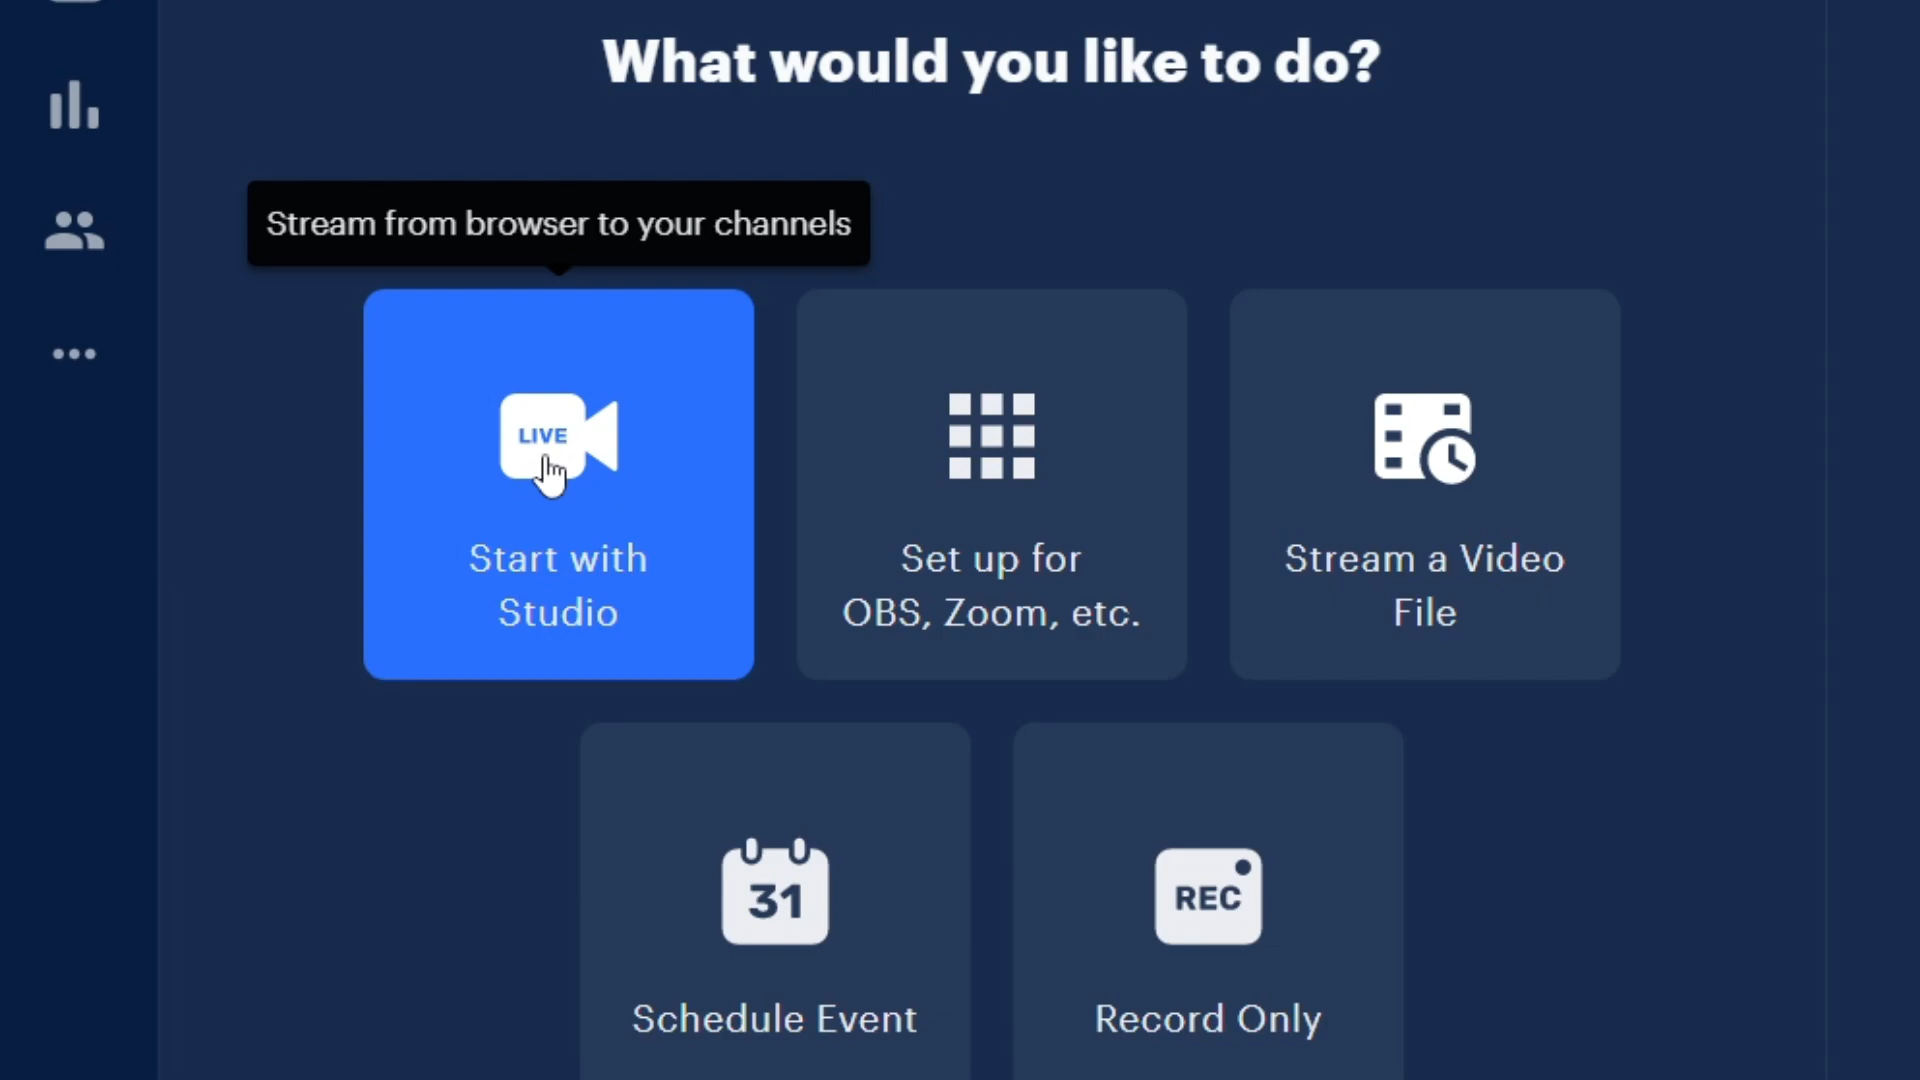 What would you like to do?
Stream from browser to your channels
LIVE
Start with
Studio
Set up for
OBS, Zoom, etc.
Stream a Video
File
31
Schedule Event
REC
Record Only